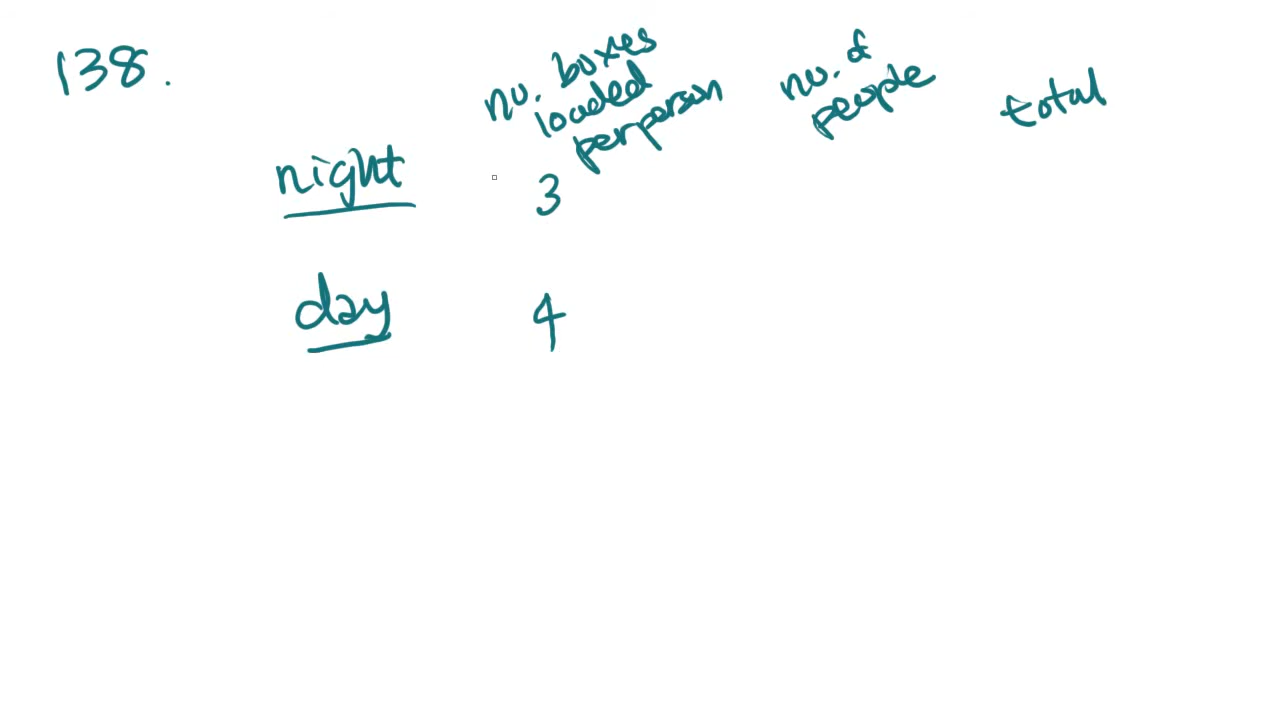 138.
no. boxes
loaded
per person
no. of
people
total
night 3
day 4